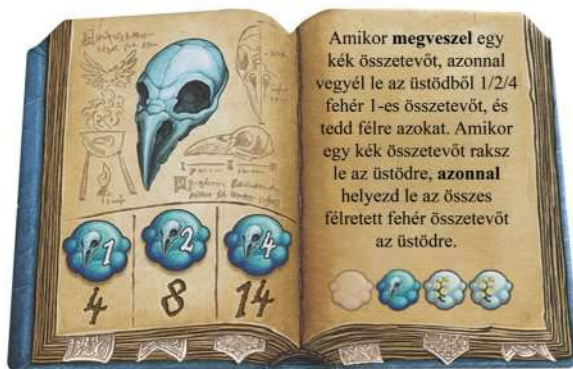 1
2
4
4
8
14
Amikor megveszel egy
kék összetevőt, azonnal
vegyél le az üstödből 1/2/4
fehér 1-es összetevőt, és
tedd félre azokat. Amikor
egy kék összetevőt raksz
le az üstödre, azonnal
helyezd le az összes
félretett fehér összetevőt
az üstödre.